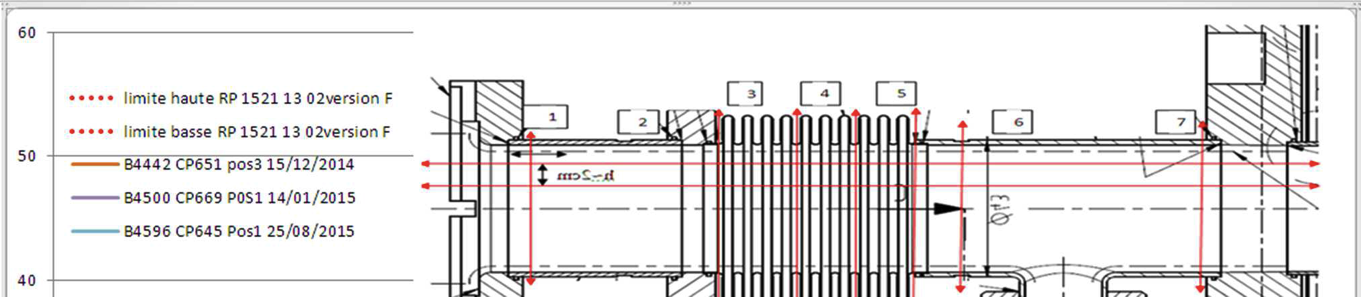 60
limite haute RP 1521 13 02version F
limite basse RP 1521 13 02version F
50
B4442 CP651 pos3 15/12/2014
B4500 CP669 P0S1 14/01/2015
B4596 CP645 Pos1 25/08/2015
40
1
2
3
4
5
6
7
h~2cm